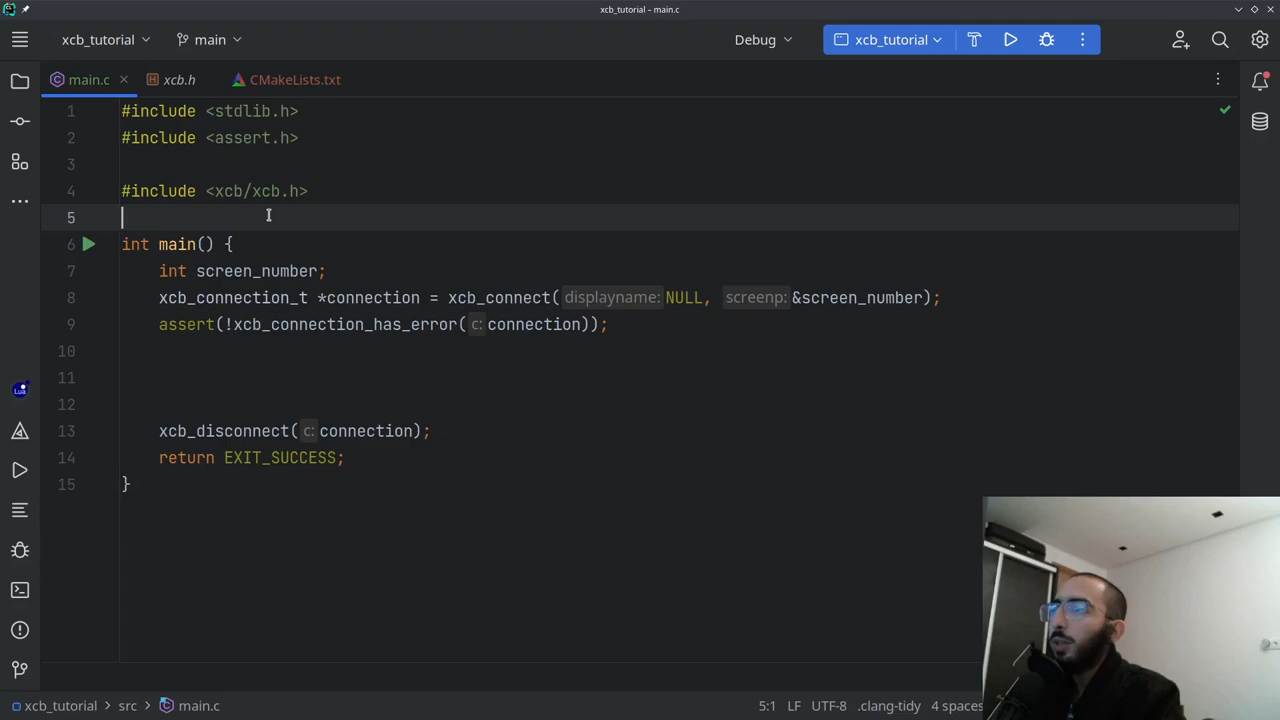 xcb_tutorial – main.c
xcb_tutorial
main
Debug
xcb_tutorial
main.c
xcb.h
CMakeLists.txt
1 #include <stdlib.h>
2 #include <assert.h>
3
4 #include <xcb/xcb.h>
5
6 int main() {
7 int screen_number;
8 xcb_connection_t *connection = xcb_connect( displayname: NULL, screenp: &screen_number);
9 assert(!xcb_connection_has_error( c: connection));
10
11
12
13 xcb_disconnect( c: connection);
14 return EXIT_SUCCESS;
15 }
Lua
xcb_tutorial
src
main.c
5:1
LF
UTF-8
.clang-tidy
4 spaces